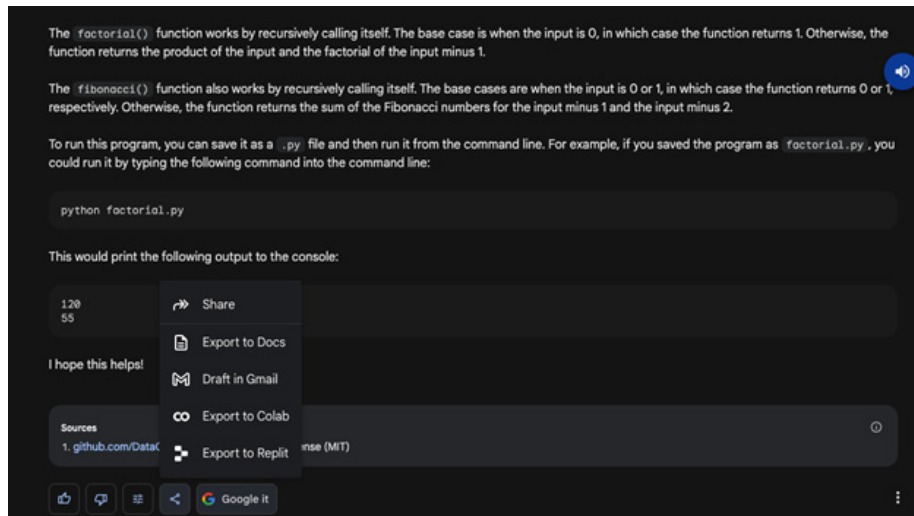 The factorial() function works by recursively calling itself. The base case is when the input is 0, in which case the function returns 1. Otherwise, the
function returns the product of the input and the factorial of the input minus 1.
The fibonacci() function also works by recursively calling itself. The base cases are when the input is 0 or 1, in which case the function returns 0 or 1,
respectively. Otherwise, the function returns the sum of the Fibonacci numbers for the input minus 1 and the input minus 2.
To run this program, you can save it as a .py file and then run it from the command line. For example, if you saved the program as factorial.py, you
could run it by typing the following command into the command line:
python factorial.py
This would print the following output to the console:
120
55
Share
Export to Docs
I hope this helps!
Draft in Gmail
Export to Colab
Sources
1. github.com/Data
(MIT)
Export to Replit
Google it